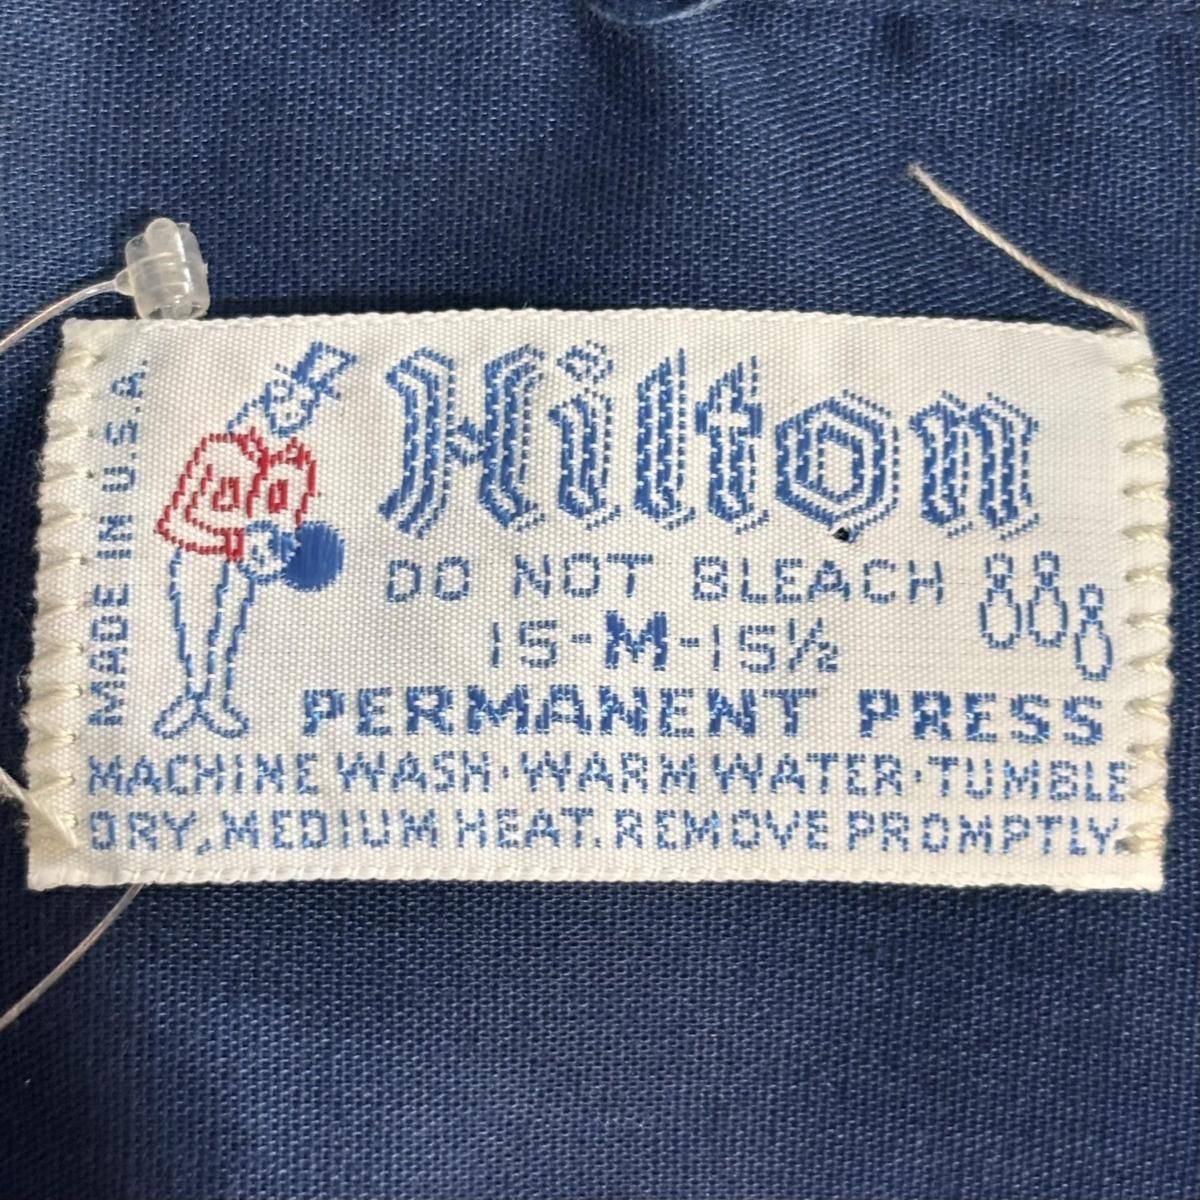 MADE IN U.S.A.
Hilton
DO NOT BLEACH
15-M-15½
PERMANENT PRESS
MACHINE WASH·WARM WATER·TUMBLE
DRY, MEDIUM HEAT. REMOVE PROMPTLY.